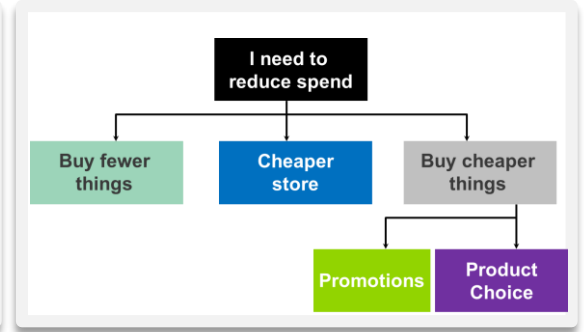 I need to
reduce spend
Buy fewer
things
Cheaper
store
Buy cheaper
things
Promotions
Product
Choice